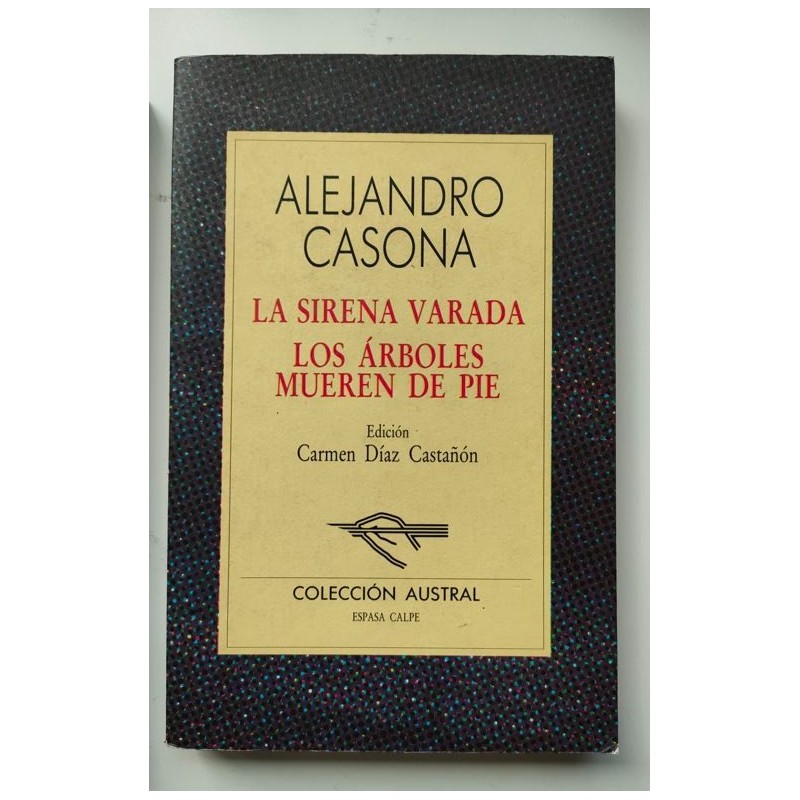 ALEJANDRO
CASONA
LA SIRENA VARADA
LOS ÁRBOLES
MUEREN DE PIE
Edición
Carmen Díaz Castañón
COLECCIÓN AUSTRAL
ESPASA CALPE